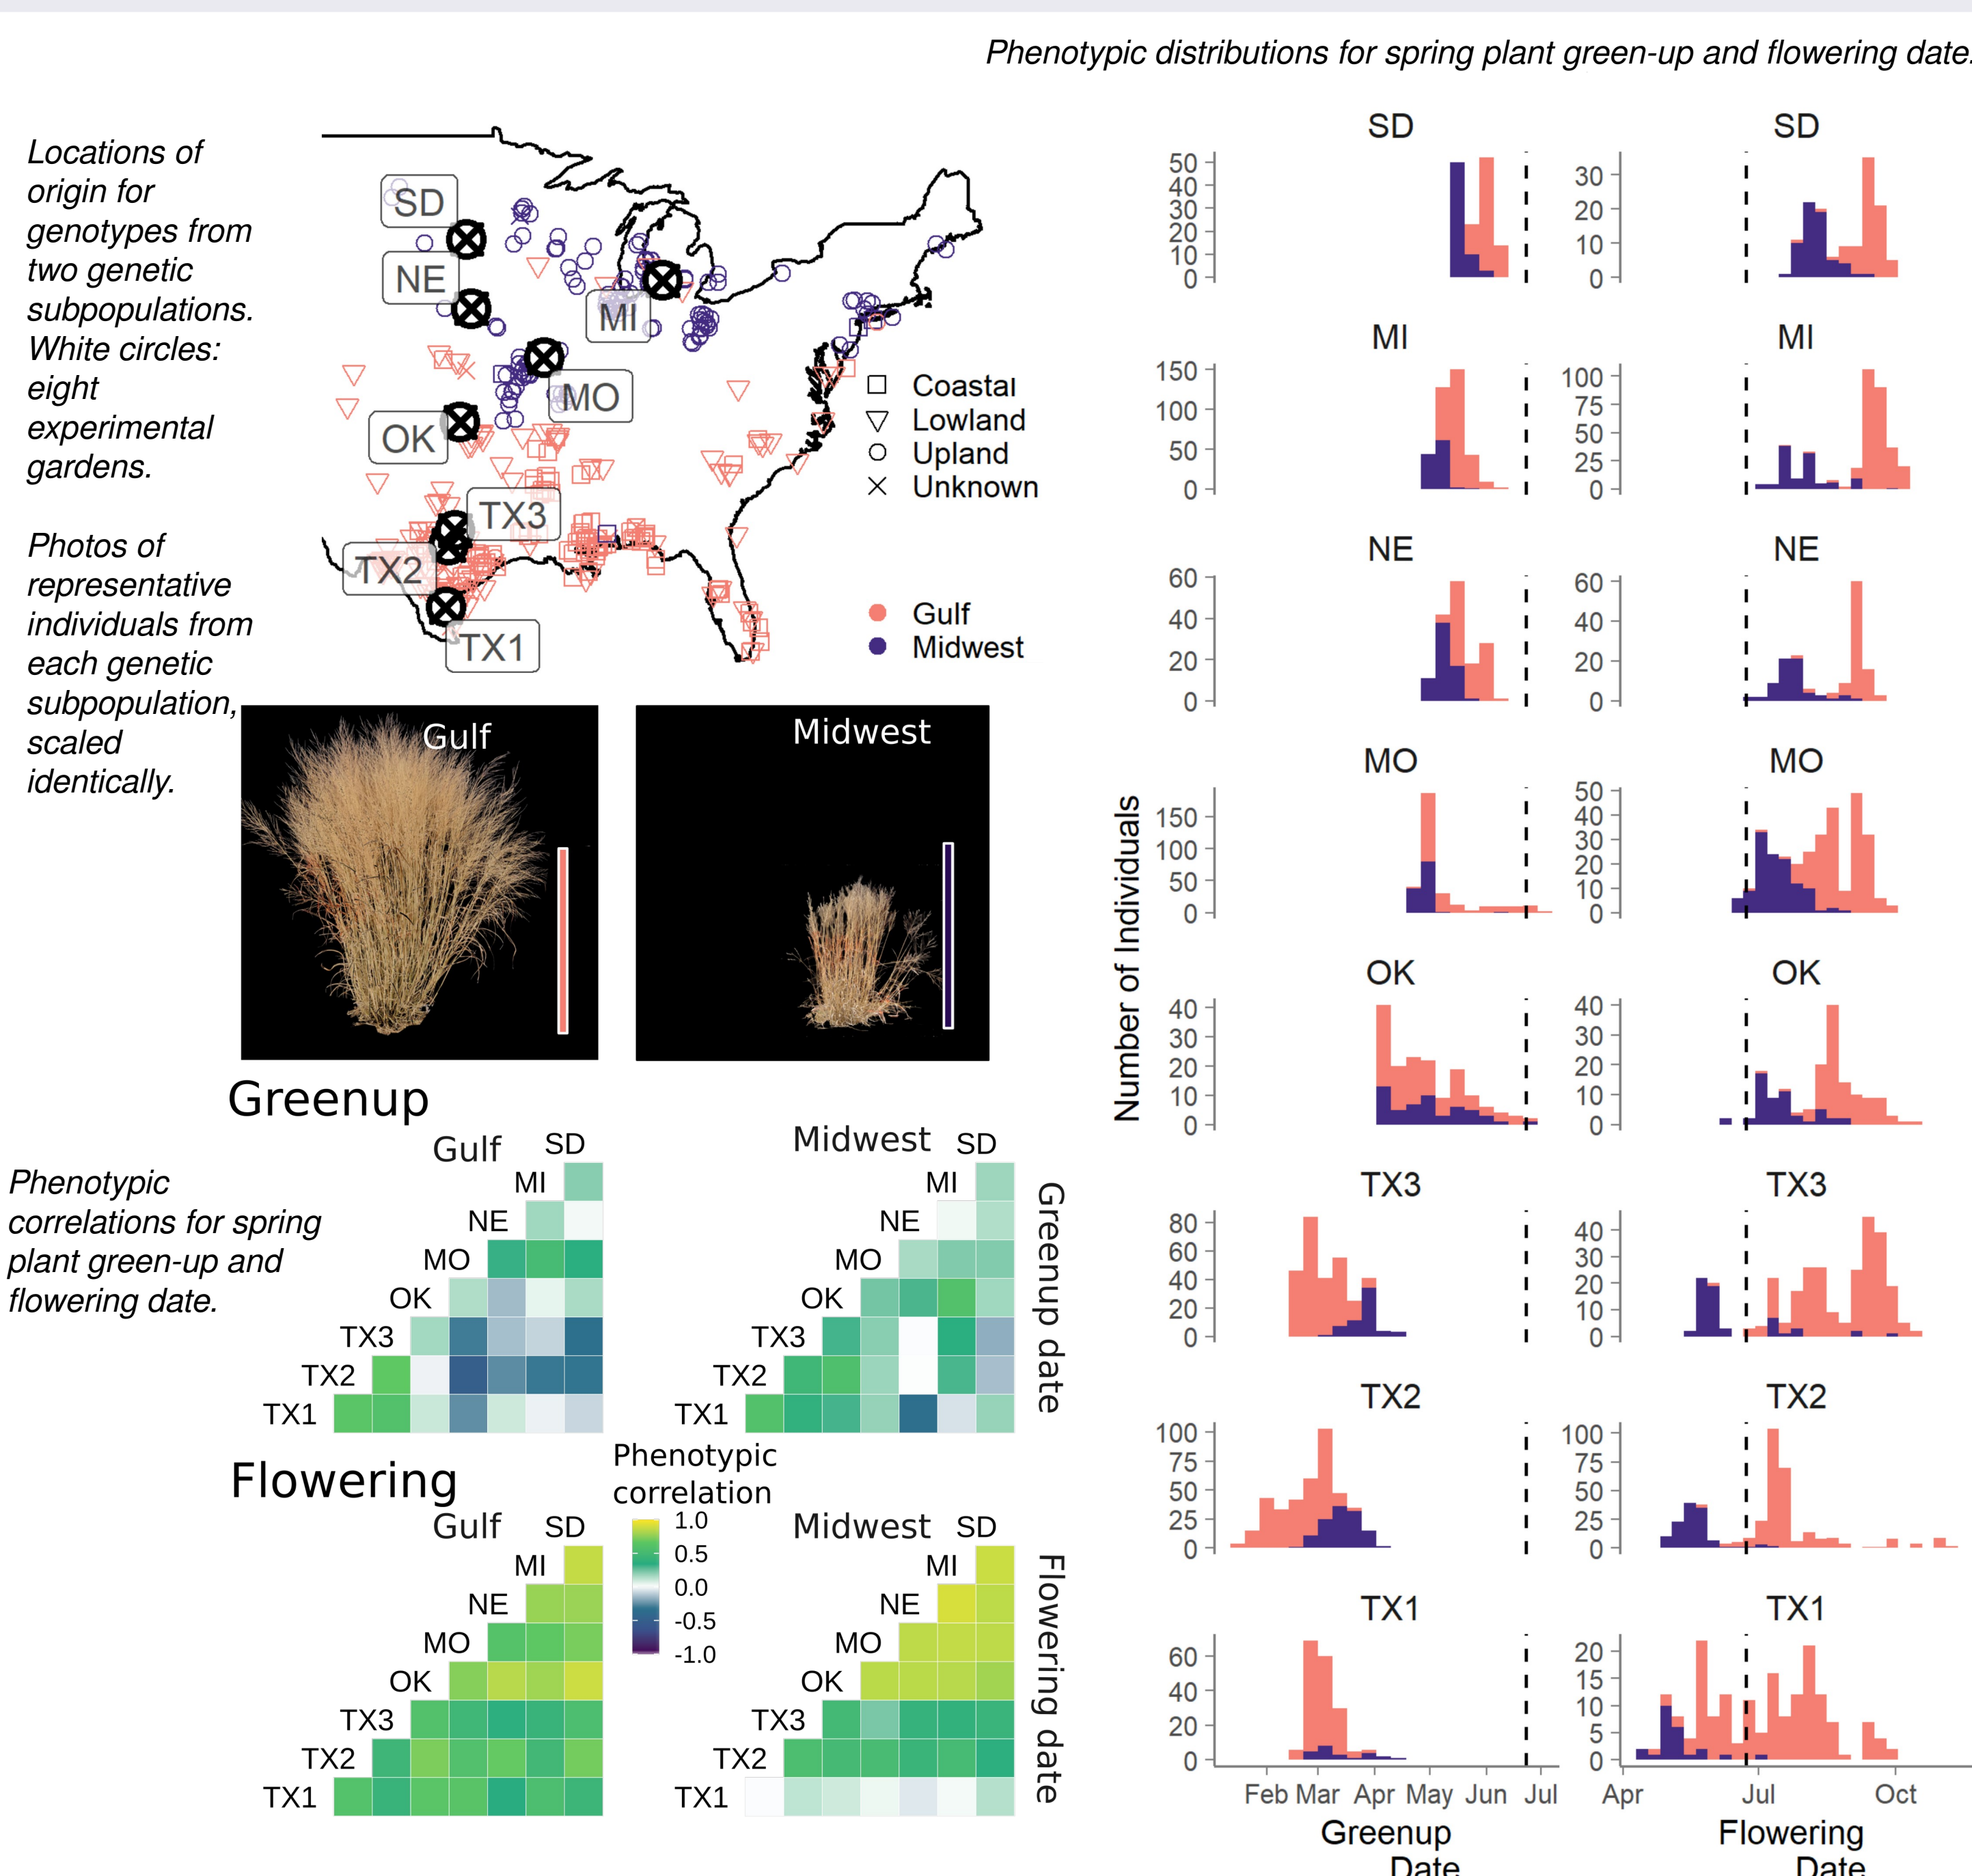 Phenotypic distributions for spring plant green-up and flowering date.
Locations of
origin for
genotypes from
two genetic
subpopulations.
White circles:
eight
experimental
gardens.
Photos of
representative
individuals from
each genetic
subpopulation,
scaled
identically.
SD
NE
MI
MO
OK
TX3
TX2
TX1
Coastal
Lowland
Upland
Unknown
Gulf
Midwest
Gulf
Midwest
Greenup
Phenotypic
correlations for spring
plant green-up and
flowering date.
Gulf
SD
MI
NE
MO
OK
TX3
TX2
TX1
Midwest
SD
MI
NE
MO
OK
TX3
TX2
TX1
Greenup date
Flowering
Phenotypic
correlation
1.0
0.5
0.0
-0.5
-1.0
Gulf
SD
MI
NE
MO
OK
TX3
TX2
TX1
Midwest
SD
MI
NE
MO
OK
TX3
TX2
TX1
Flowering date
Number of Individuals
SD
50
40
30
20
10
0
SD
30
20
10
0
MI
150
100
50
0
MI
100
75
50
25
0
NE
60
40
20
0
NE
60
40
20
0
MO
150
100
50
0
MO
50
40
30
20
10
0
OK
40
30
20
10
0
OK
40
30
20
10
0
TX3
80
60
40
20
0
TX3
40
30
20
10
0
TX2
100
75
50
25
0
TX2
100
75
50
25
0
TX1
60
40
20
0
TX1
20
15
10
5
0
Feb Mar Apr May Jun Jul
Apr Jul Oct
Greenup
Date
Flowering
Date